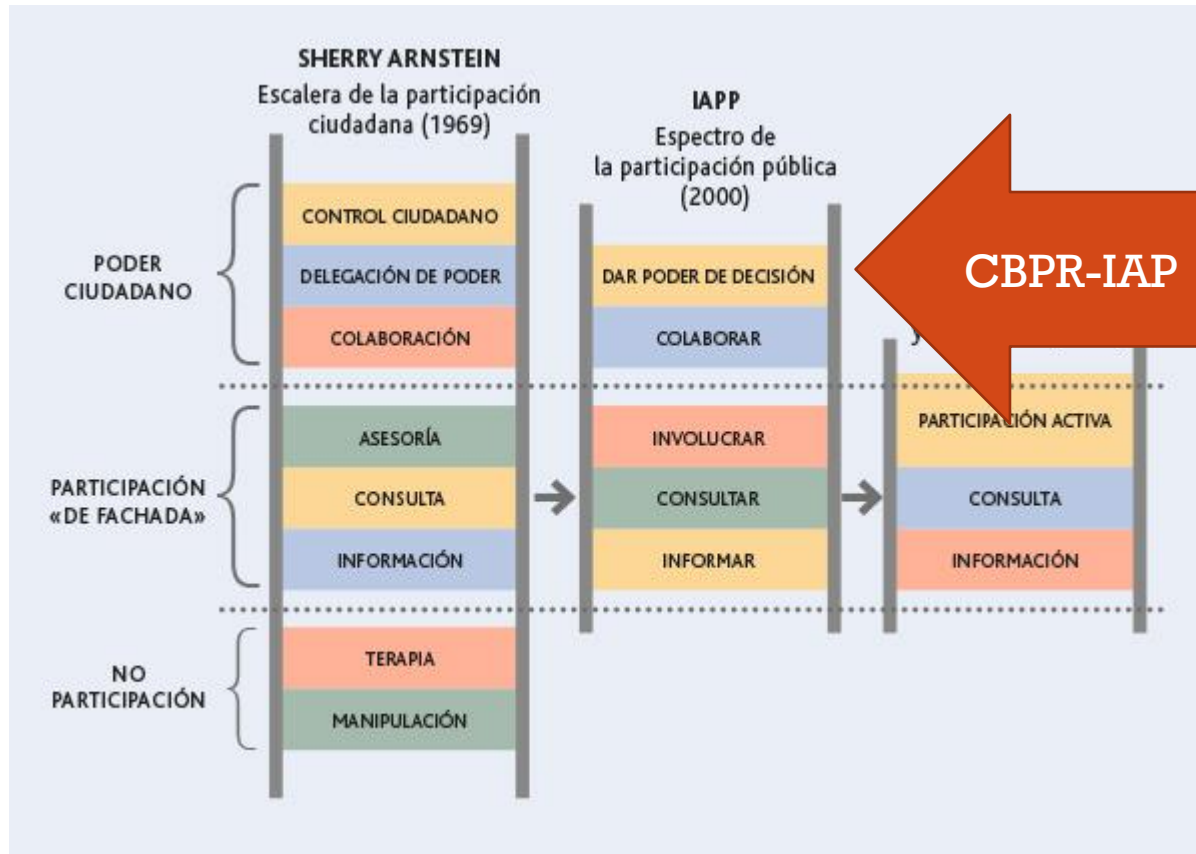 SHERRY ARNSTEIN
Escalera de la participación
ciudadana (1969)
IAPP
Espectro de
la participación pública
(2000)
CBPR-IAP
PODER
CIUDADANO
CONTROL CIUDADANO
DELEGACIÓN DE PODER
COLABORACIÓN
DAR PODER DE DECISIÓN
COLABORAR
PARTICIPACIÓN
«DE FACHADA»
ASESORÍA
CONSULTA
INFORMACIÓN
INVOLUCRAR
CONSULTAR
INFORMAR
PARTICIPACIÓN ACTIVA
CONSULTA
INFORMACIÓN
NO
PARTICIPACIÓN
TERAPIA
MANIPULACIÓN